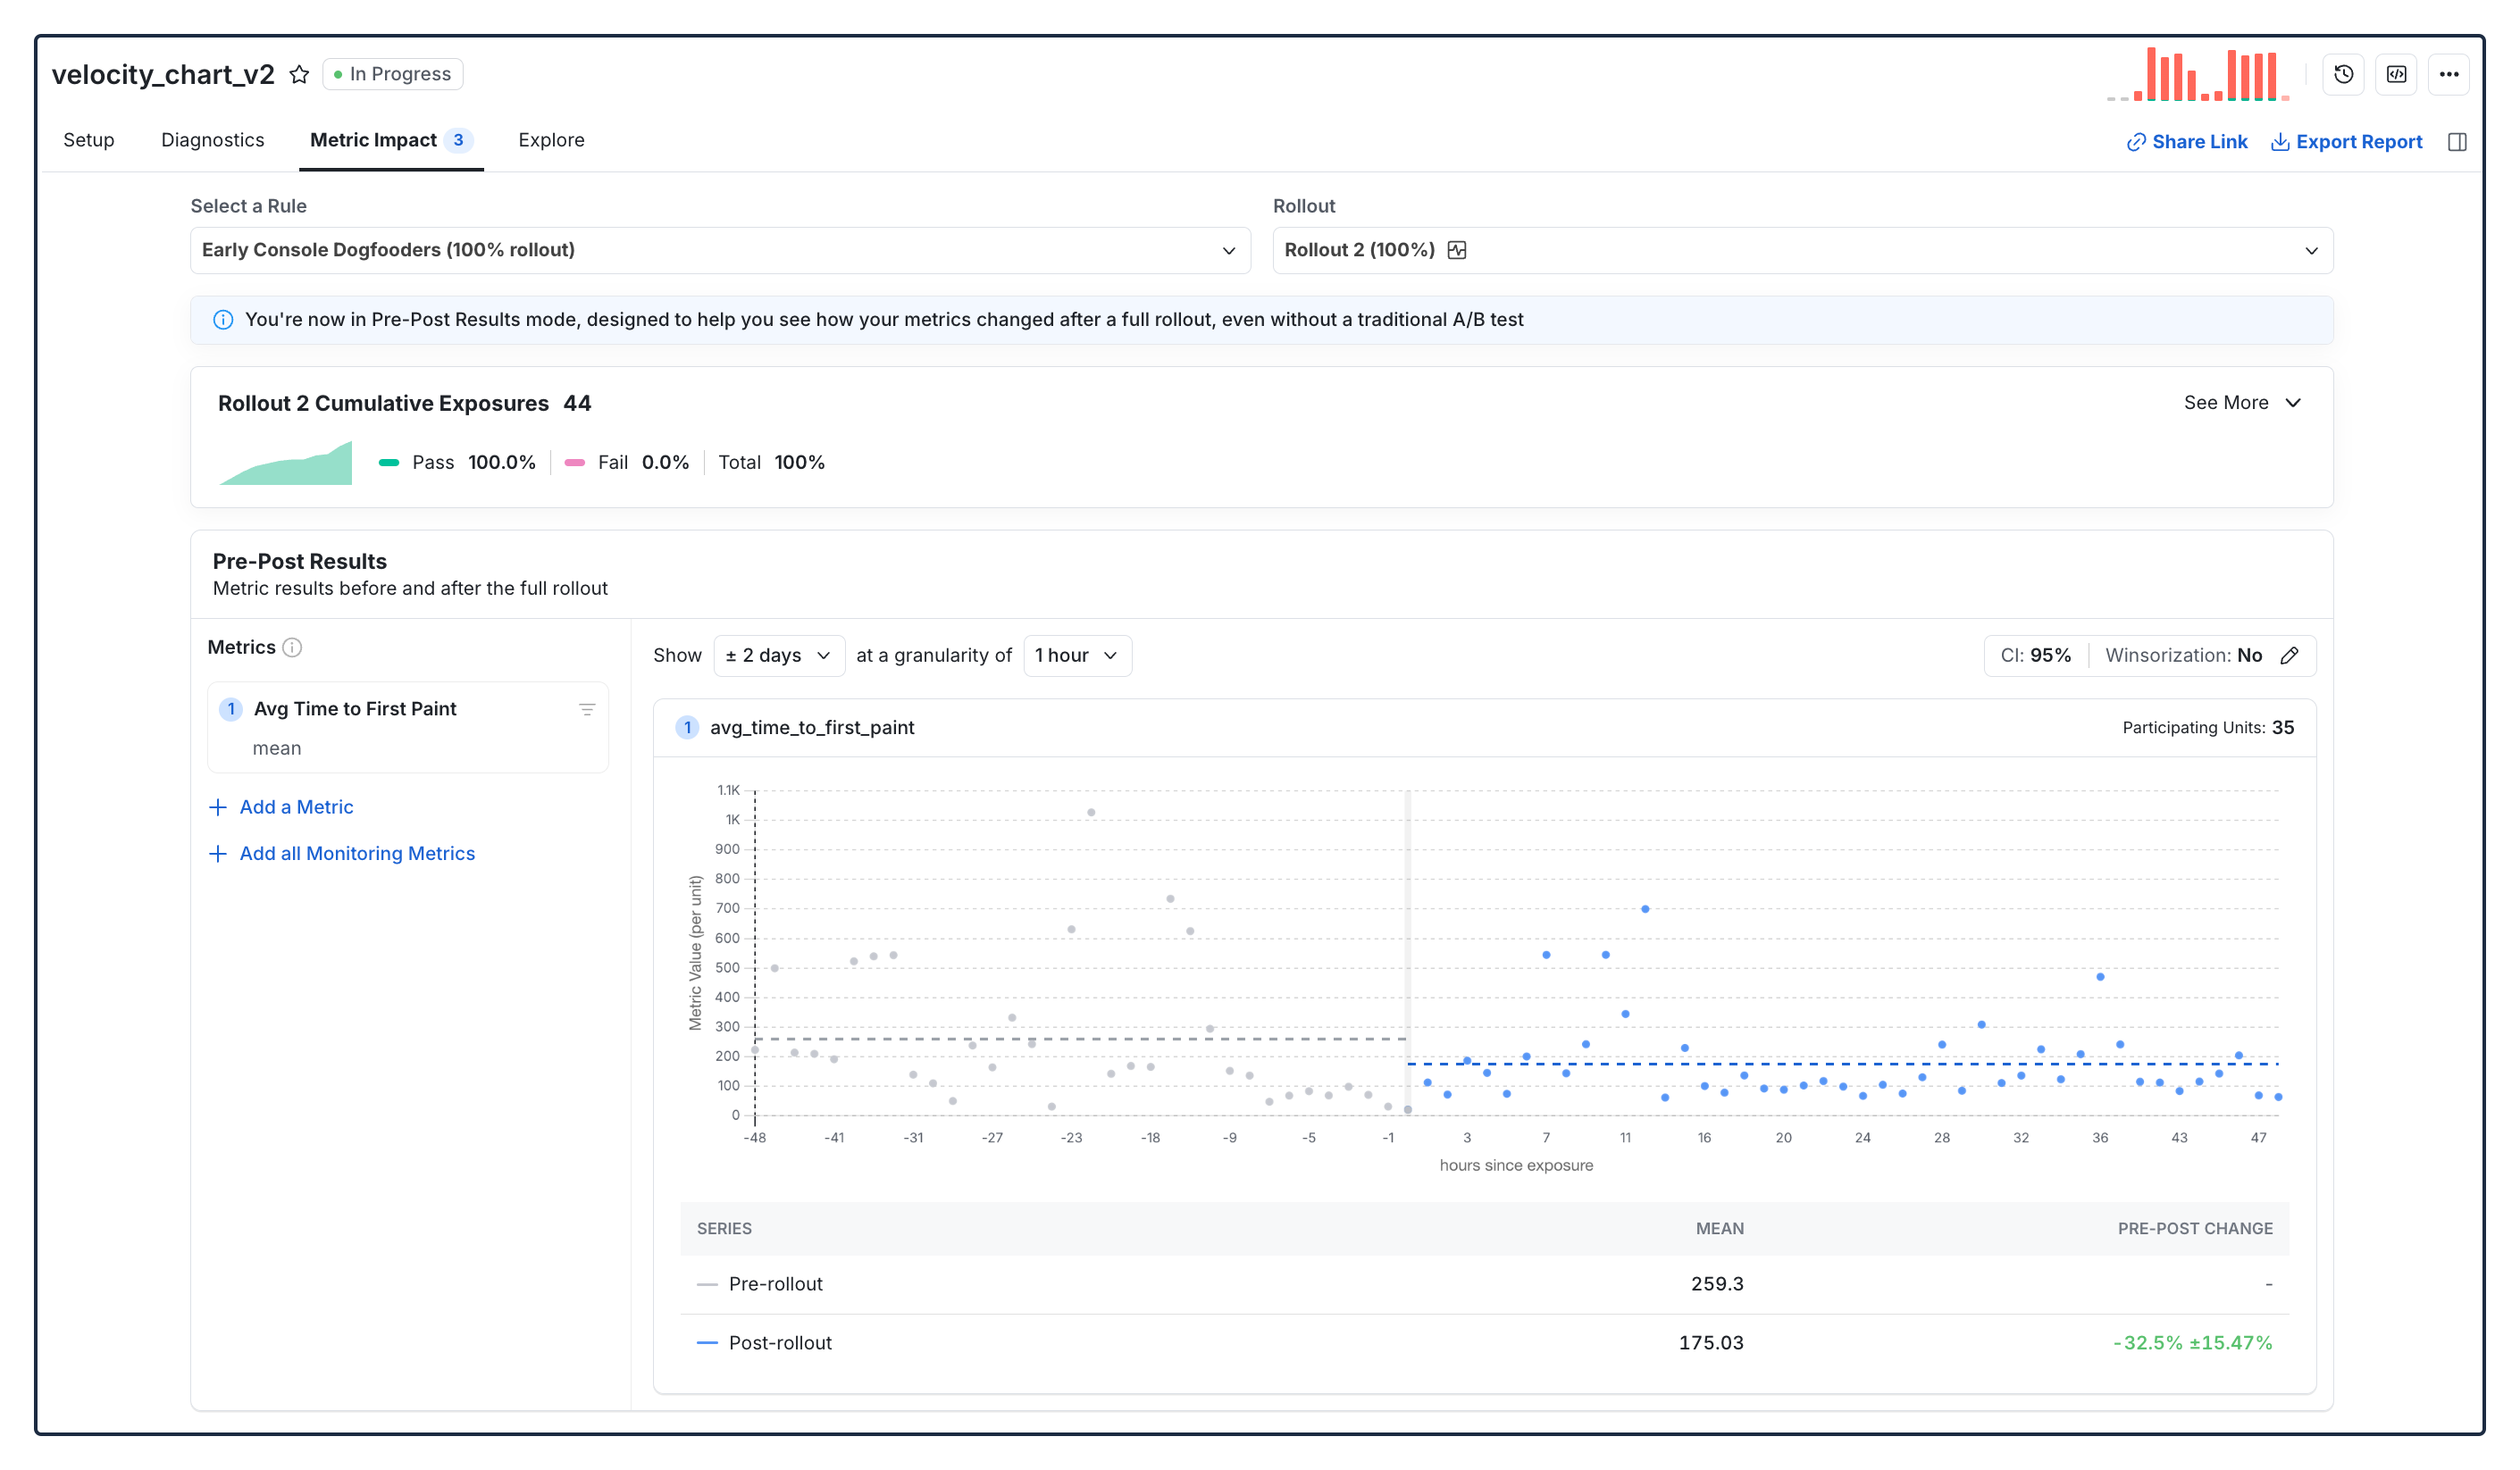 velocity_chart_v2 In Progress
Setup Diagnostics Metric Impact 3 Explore Share Link Export Report
Select a Rule Rollout
Early Console Dogfooders (100% rollout) Rollout 2 (100%)
You're now in Pre-Post Results mode, designed to help you see how your metrics changed after a full rollout, even without a traditional A/B test
Rollout 2 Cumulative Exposures 44 See More
Pass 100.0% Fail 0.0% Total 100%
Pre-Post Results
Metric results before and after the full rollout
Metrics
1 Avg Time to First Paint
mean
Add a Metric
Add all Monitoring Metrics
Show ± 2 days at a granularity of 1 hour CI: 95% Winsorization: No
1 avg_time_to_first_paint Participating Units: 35
Metric Value (per unit)
1.1K
1K
900
800
700
600
500
400
300
200
100
0
-48 -41 -31 -27 -23 -18 -9 -5 -1 3 7 11 16 20 24 28 32 36 43 47
hours since exposure
SERIES MEAN PRE-POST CHANGE
Pre-rollout 259.3 -
Post-rollout 175.03 -32.5% ±15.47%